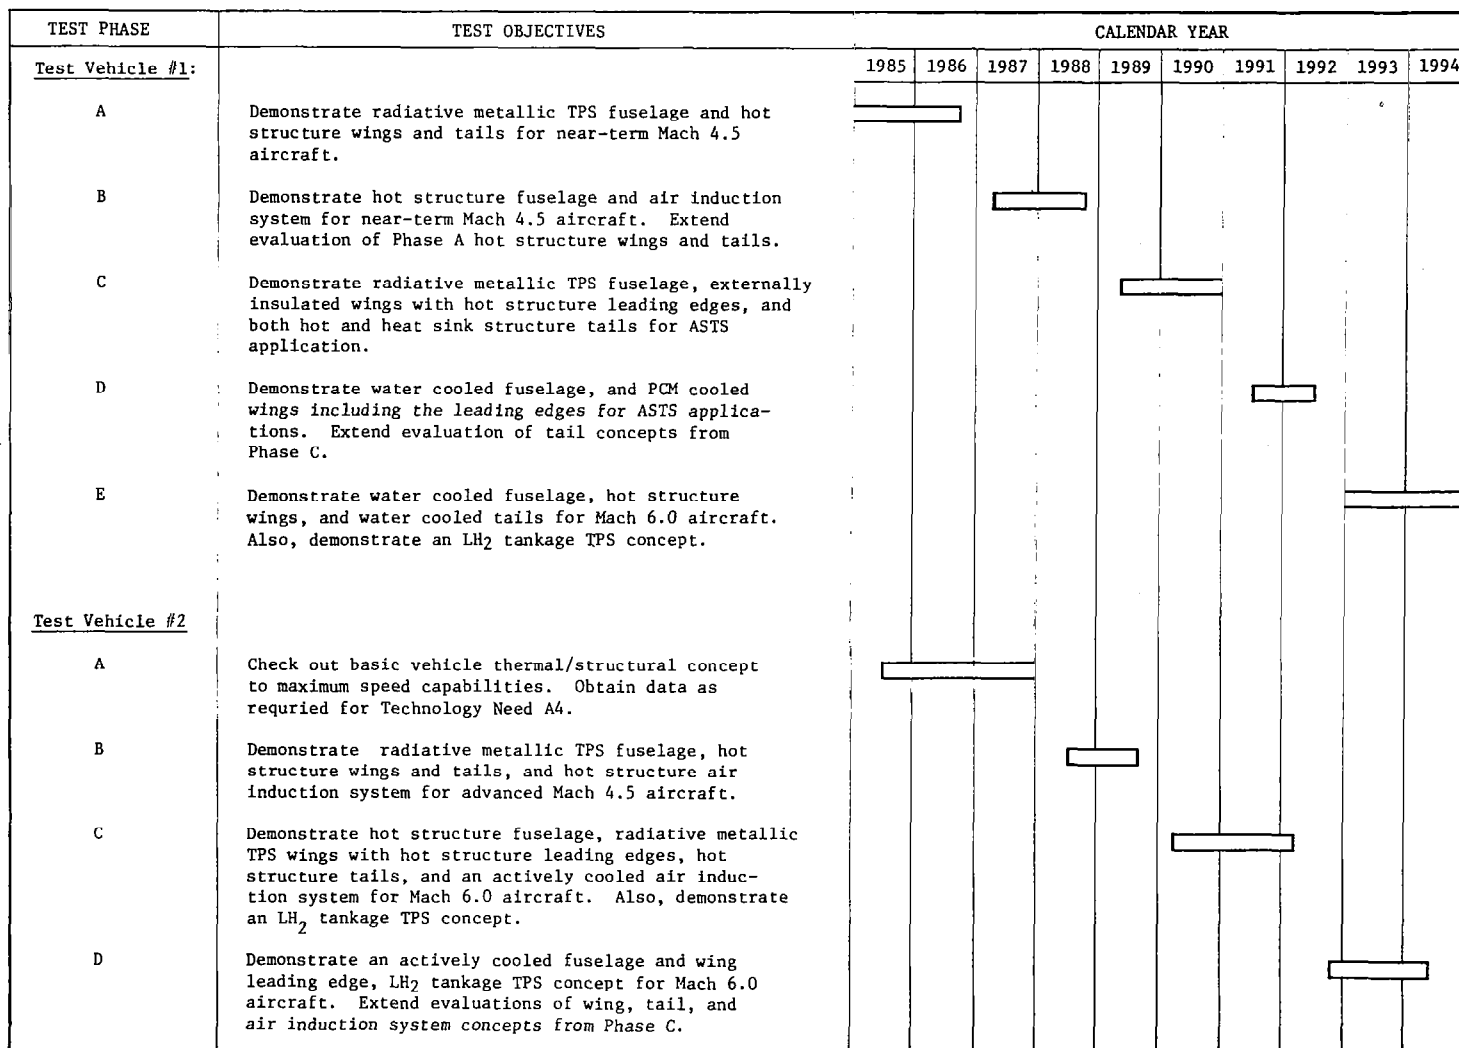 TEST PHASE TEST OBJECTIVES CALENDAR YEAR
Test Vehicle #1: 1985 1986 1987 1988 1989 1990 1991 1992 1993 1994
A Demonstrate radiative metallic TPS fuselage and hot
structure wings and tails for near-term Mach 4.5
aircraft.
B Demonstrate hot structure fuselage and air induction
system for near-term Mach 4.5 aircraft. Extend
evaluation of Phase A hot structure wings and tails.
C Demonstrate radiative metallic TPS fuselage, externally
insulated wings with hot structure leading edges, and
both hot and heat sink structure tails for ASTS
application.
D Demonstrate water cooled fuselage, and PCM cooled
wings including the leading edges for ASTS applica-
tions. Extend evaluation of tail concepts from
Phase C.
E Demonstrate water cooled fuselage, hot structure
wings, and water cooled tails for Mach 6.0 aircraft.
Also, demonstrate an LH2 tankage TPS concept.
Test Vehicle #2
A Check out basic vehicle thermal/structural concept
to maximum speed capabilities. Obtain data as
requried for Technology Need A4.
B Demonstrate radiative metallic TPS fuselage, hot
structure wings and tails, and hot structure air
induction system for advanced Mach 4.5 aircraft.
C Demonstrate hot structure fuselage, radiative metallic
TPS wings with hot structure leading edges, hot
structure tails, and an actively cooled air induc-
tion system for Mach 6.0 aircraft. Also, demonstrate
an LH2 tankage TPS concept.
D Demonstrate an actively cooled fuselage and wing
leading edge, LH2 tankage TPS concept for Mach 6.0
aircraft. Extend evaluations of wing, tail, and
air induction system concepts from Phase C.